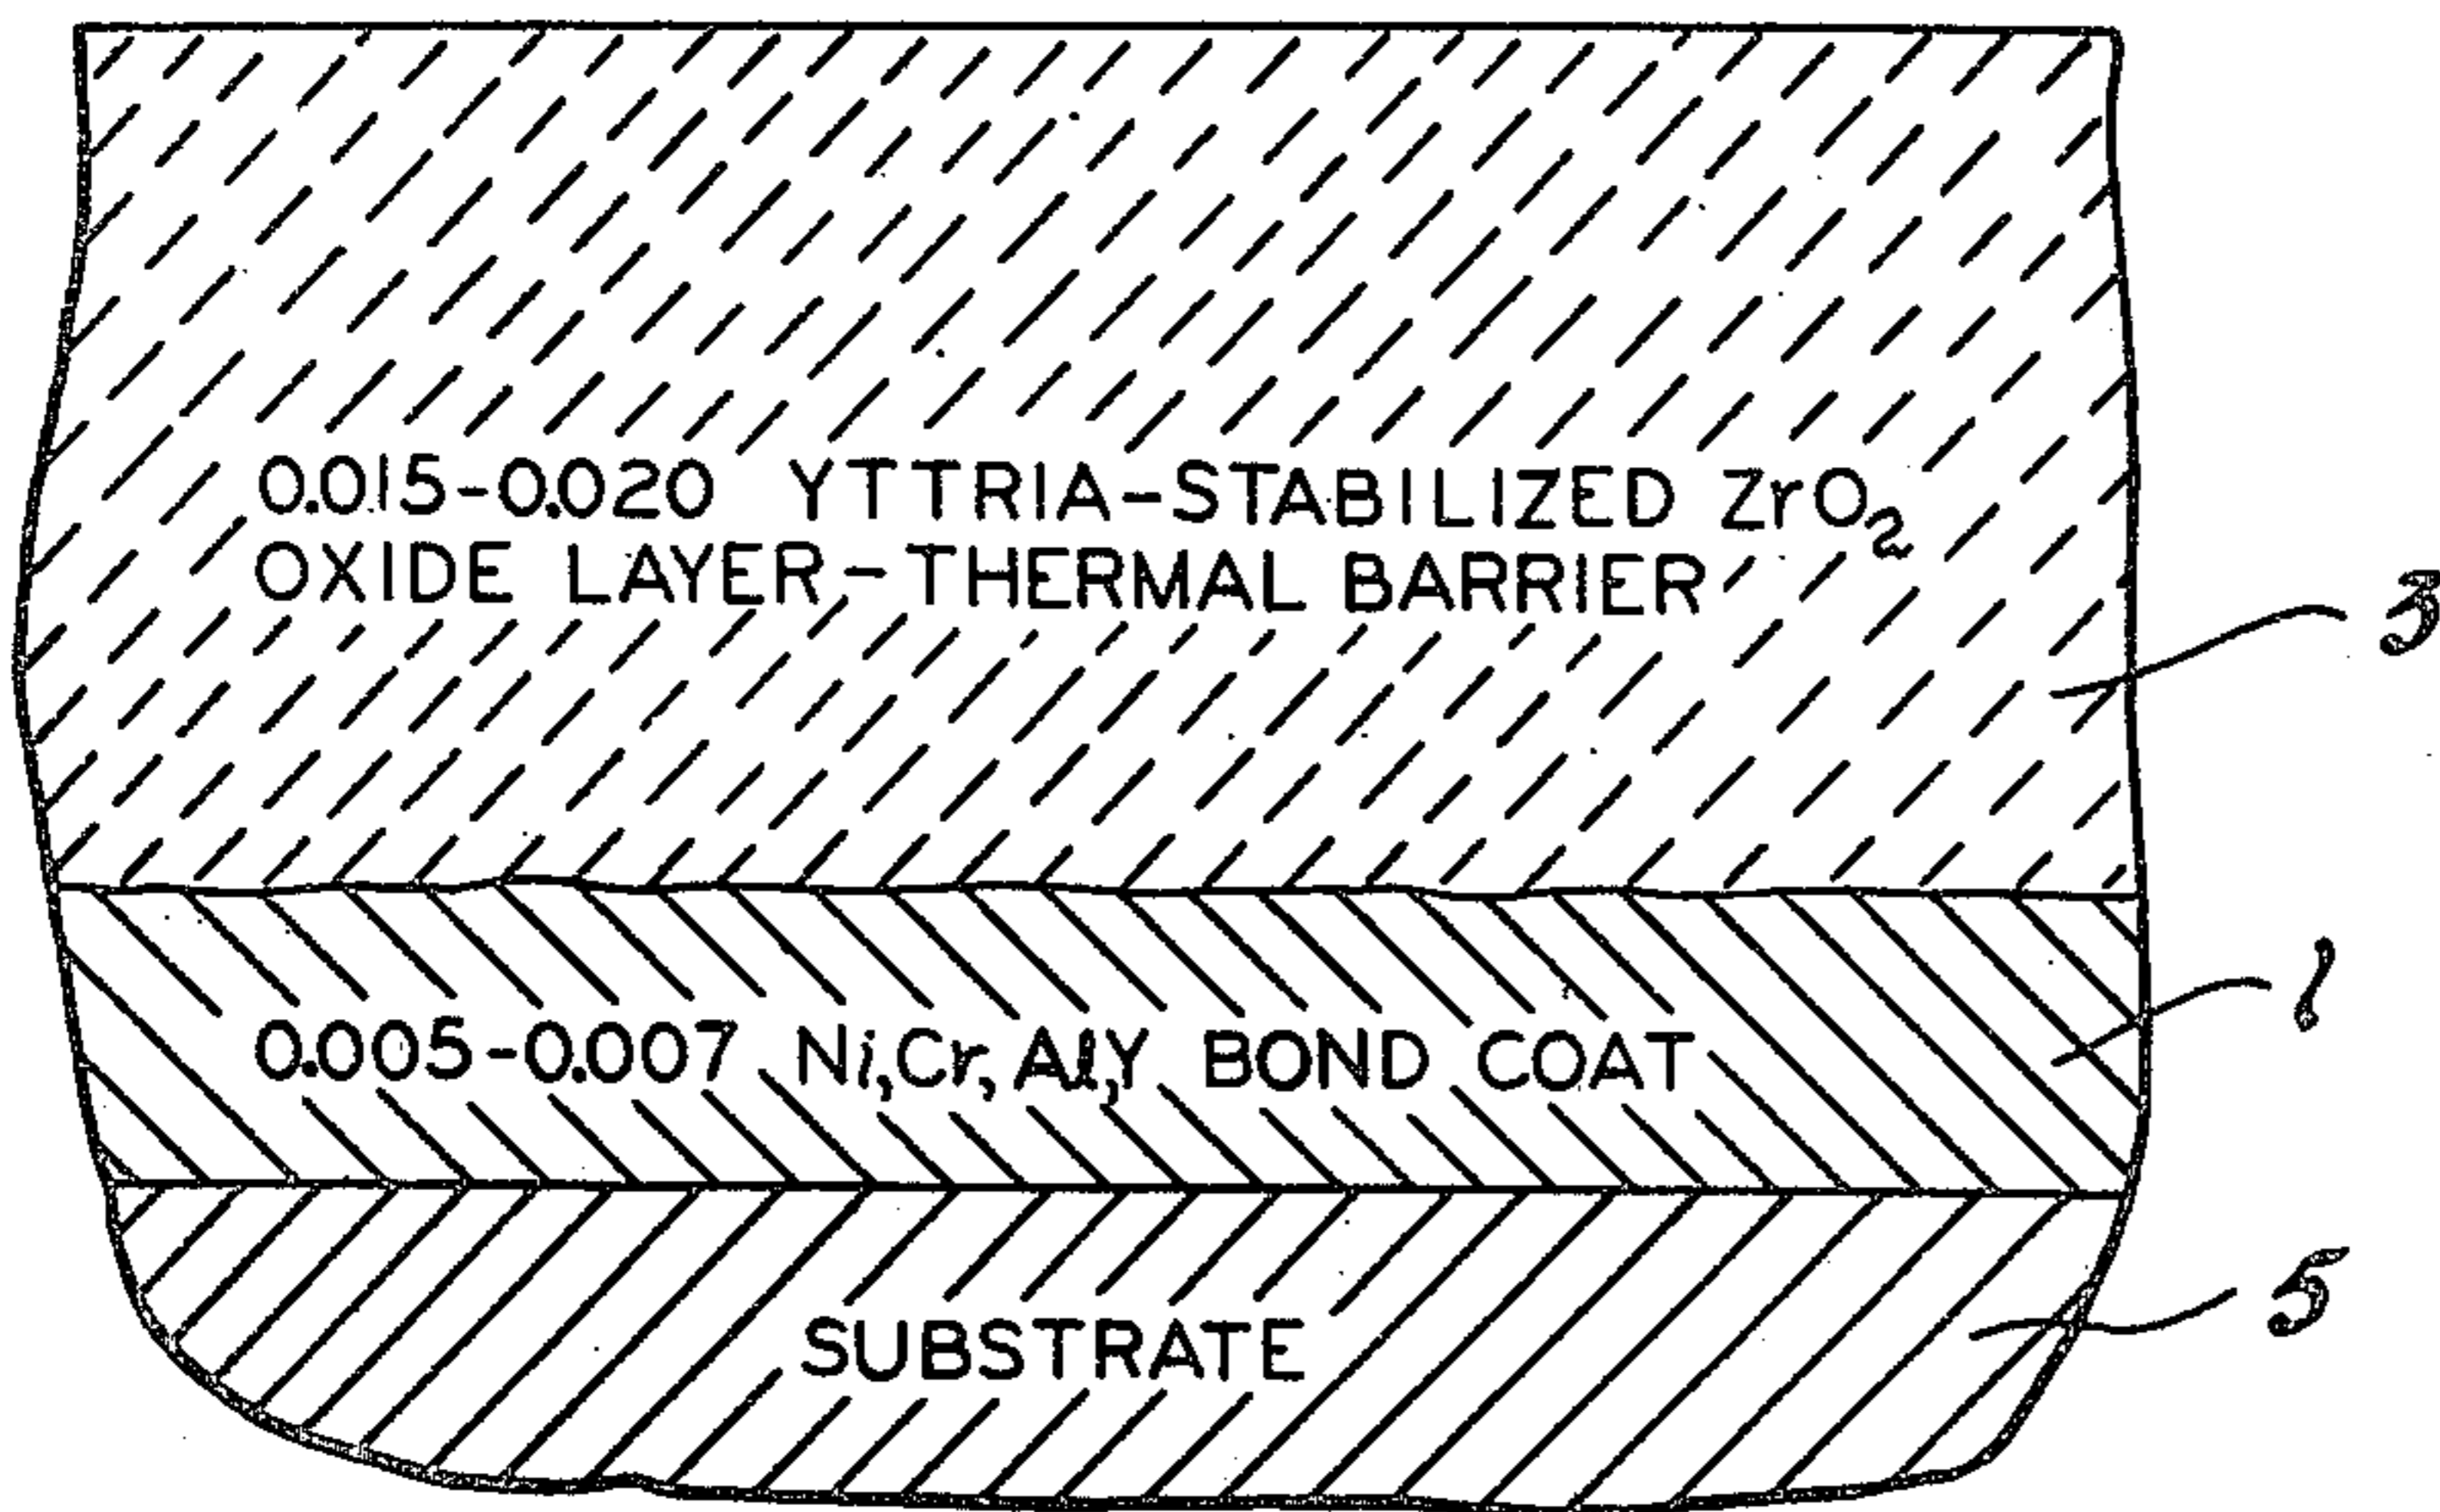 0.015-0.020 YTTRIA-STABILIZED ZrO₂
OXIDE LAYER-THERMAL BARRIER
3
1
0.005-0.007 Ni,Cr,Al,Y BOND COAT
5
SUBSTRATE